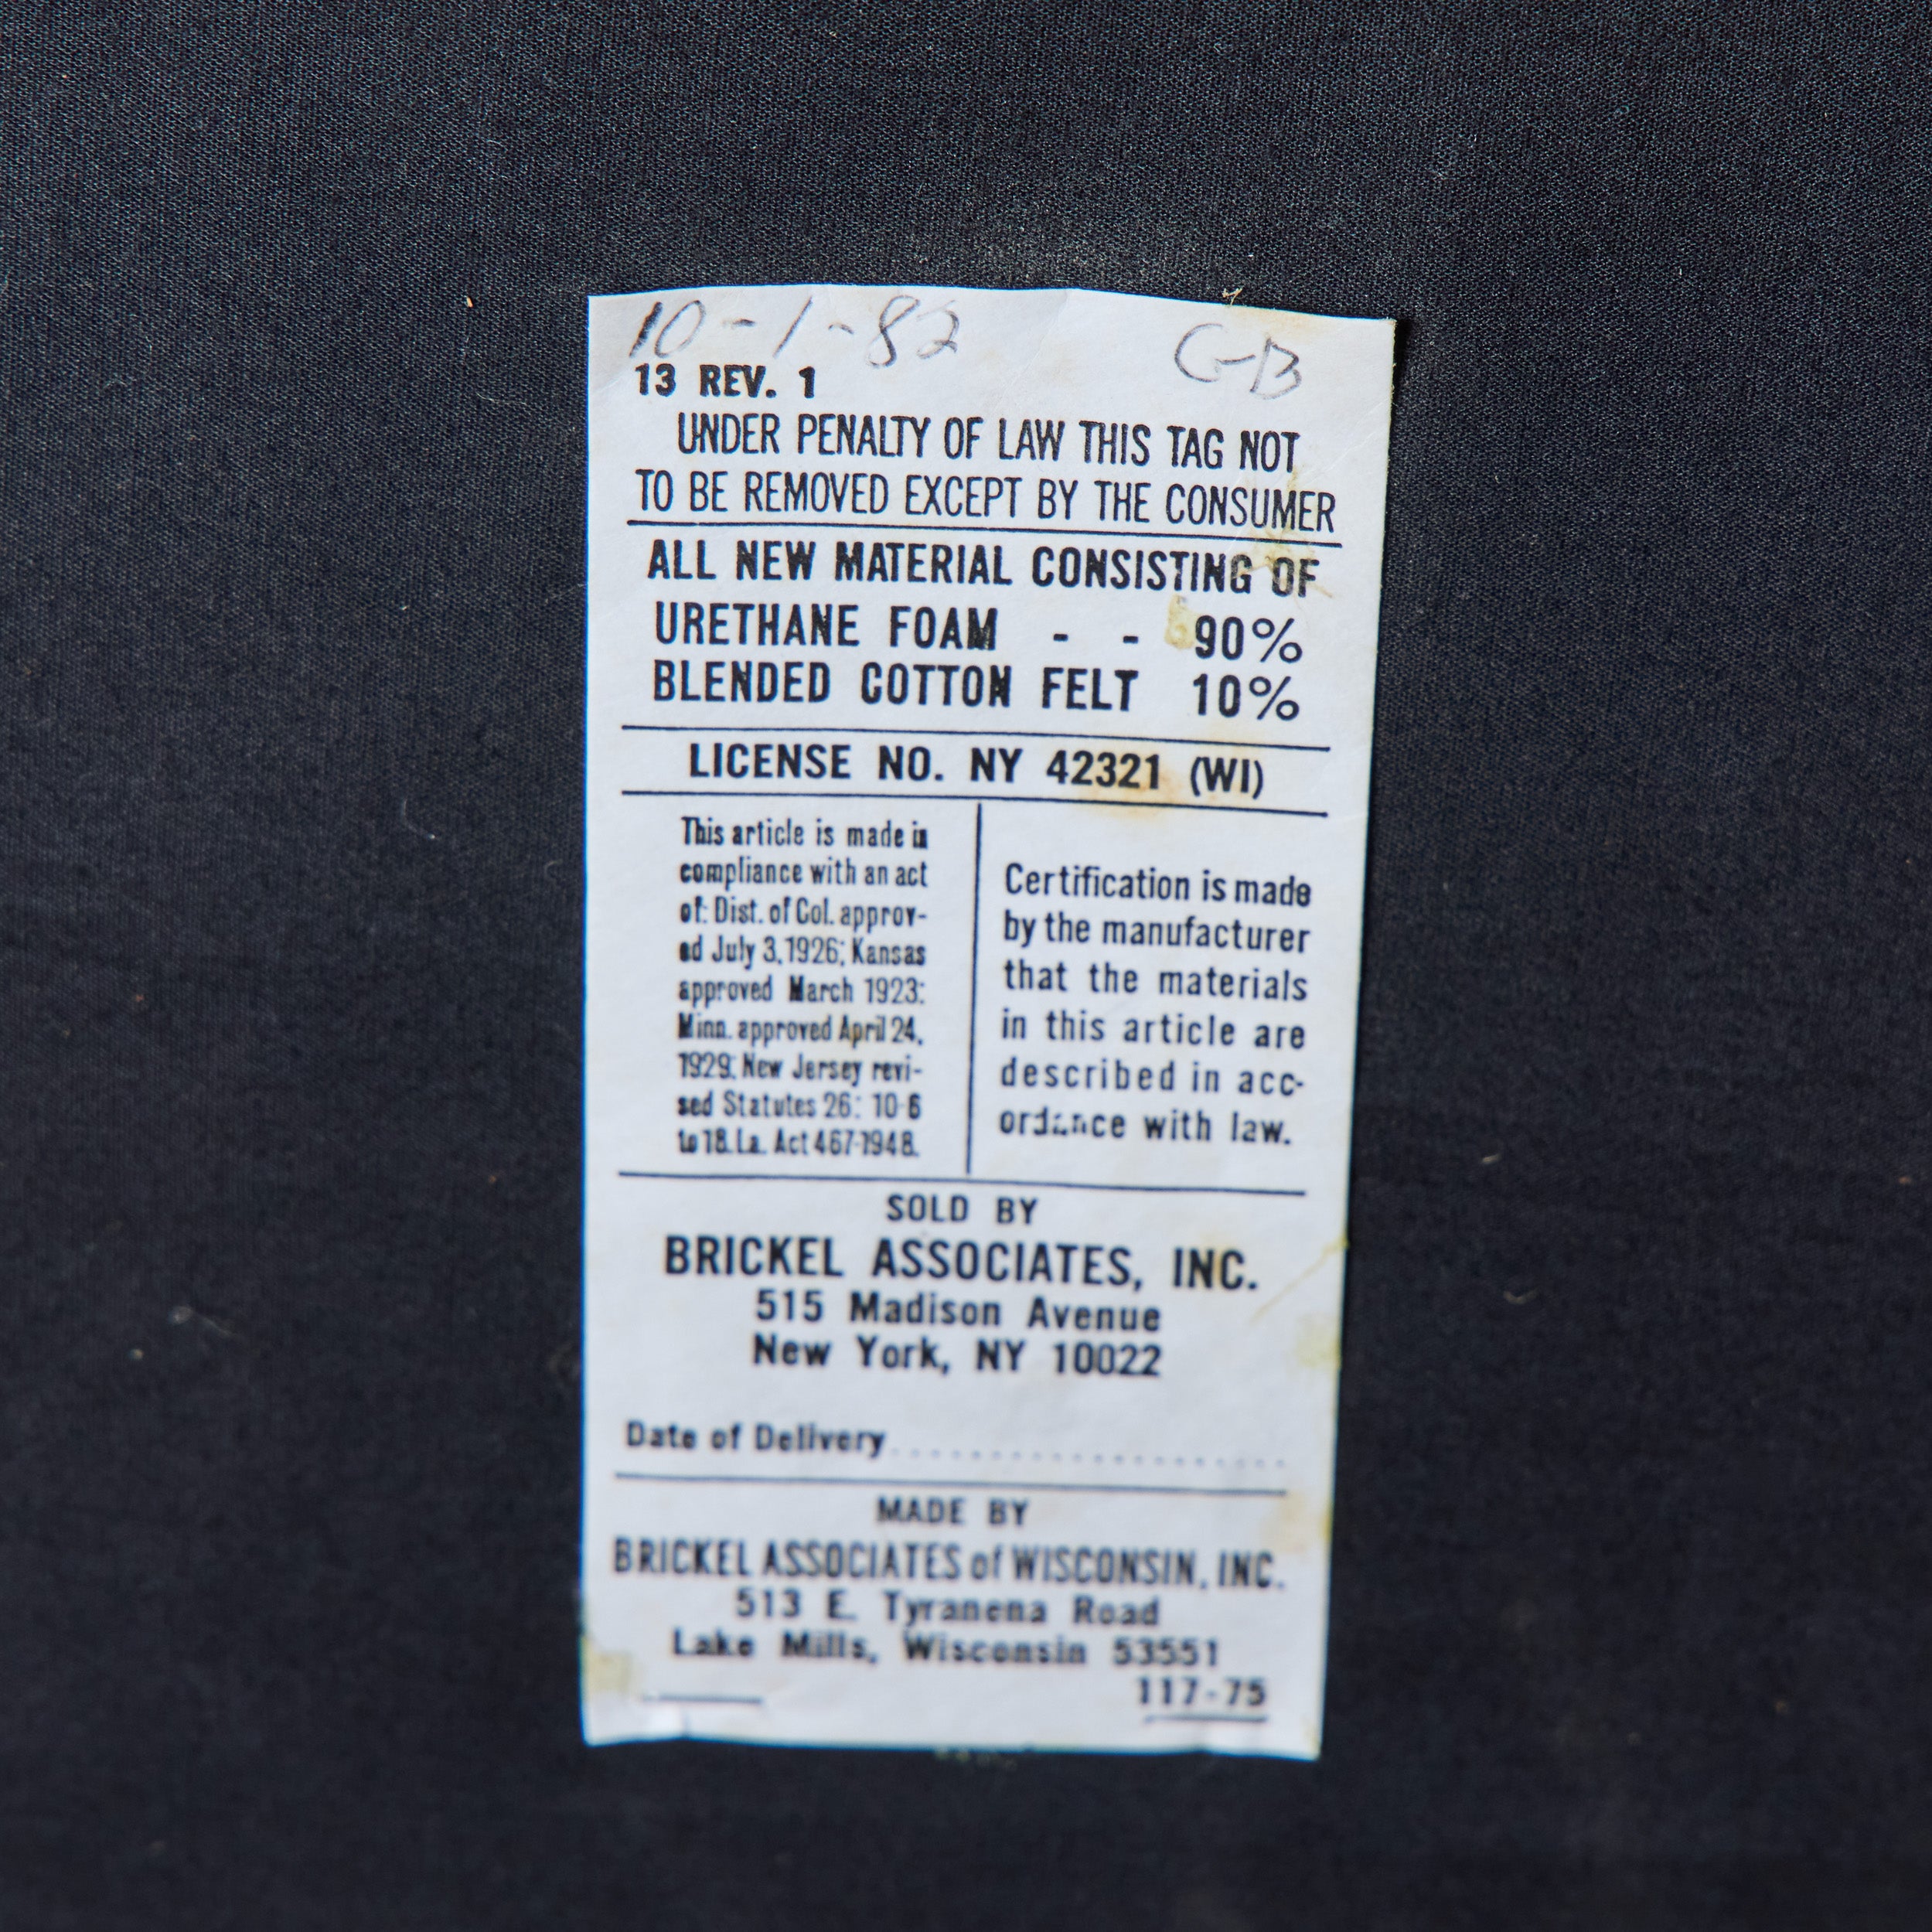 10-1-82 GB
13 REV. 1
UNDER PENALTY OF LAW THIS TAG NOT
TO BE REMOVED EXCEPT BY THE CONSUMER
ALL NEW MATERIAL CONSISTING OF
URETHANE FOAM - - 90%
BLENDED COTTON FELT 10%
LICENSE NO. NY 42321 (WI)
This article is made in
compliance with an act
of: Dist. of Col. approv-
ed July 3, 1926; Kansas
approved March 1923:
Minn. approved April 24,
1929; New Jersey revi-
sed Statutes 26: 10-6
to 18. La. Act 467-1948.
Certification is made
by the manufacturer
that the materials
in this article are
described in acc-
ordance with law.
SOLD BY
BRICKEL ASSOCIATES, INC.
515 Madison Avenue
New York, NY 10022
Date of Delivery....................
MADE BY
BRICKEL ASSOCIATES of WISCONSIN, INC.
513 E. Tyranena Road
Lake Mills, Wisconsin 53551
117-75